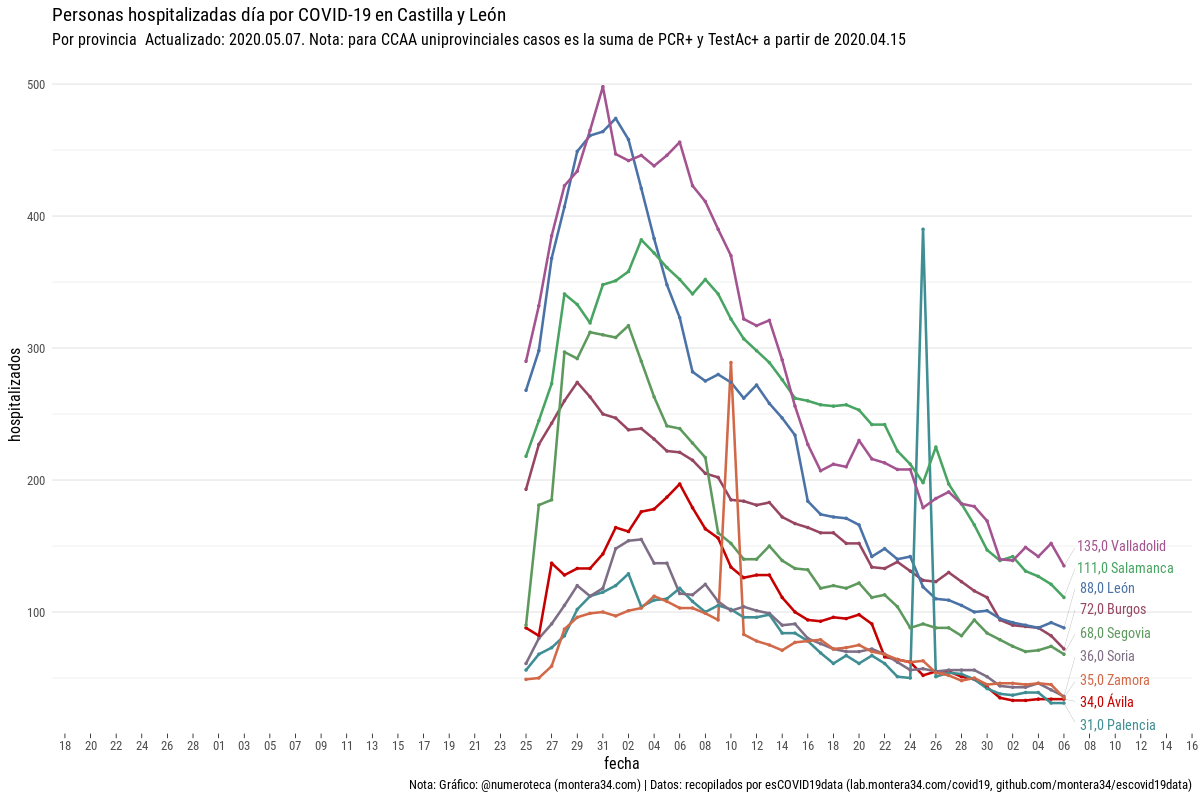 Personas hospitalizadas día por COVID-19 en Castilla y León
Por provincia  Actualizado: 2020.05.07. Nota: para CCAA uniprovinciales casos es la suma de PCR+ y TestAc+ a partir de 2020.04.15
500
400
300
200
100
hospitalizados
135,0 Valladolid
111,0 Salamanca
88,0 León
72,0 Burgos
68,0 Segovia
36,0 Soria
35,0 Zamora
34,0 Ávila
31,0 Palencia
18 20 22 24 26 28 01 03 05 07 09 11 13 15 17 19 21 23 25 27 29 31 02 04 06 08 10 12 14 16 18 20 22 24 26 28 30 02 04 06 08 10 12 14 16
fecha
Nota: Gráfico: @numeroteca (montera34.com) | Datos: recopilados por esCOVID19data (lab.montera34.com/covid19, github.com/montera34/escovid19data)